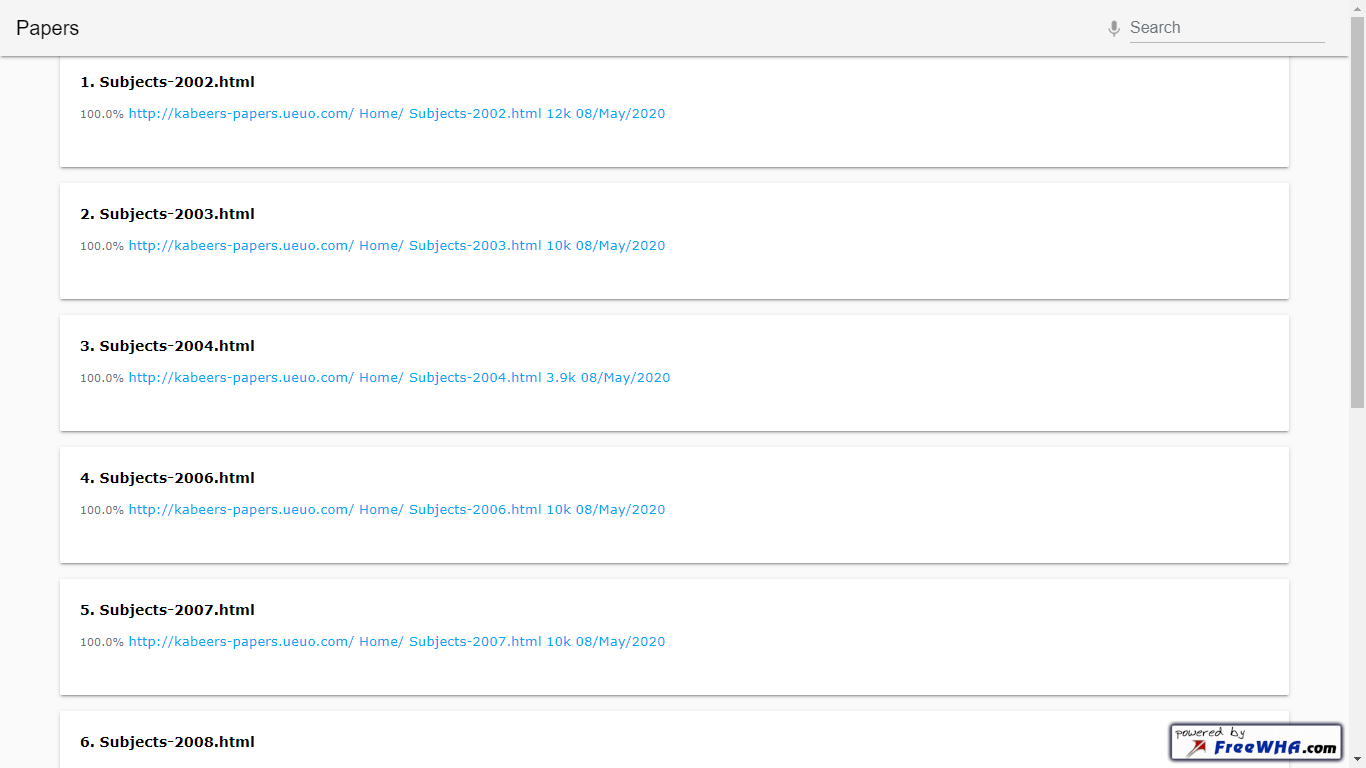 Papers
Search
1. Subjects-2002.html
100.0% http://kabeers-papers.ueuo.com/ Home/ Subjects-2002.html 12k 08/May/2020
2. Subjects-2003.html
100.0% http://kabeers-papers.ueuo.com/ Home/ Subjects-2003.html 10k 08/May/2020
3. Subjects-2004.html
100.0% http://kabeers-papers.ueuo.com/ Home/ Subjects-2004.html 3.9k 08/May/2020
4. Subjects-2006.html
100.0% http://kabeers-papers.ueuo.com/ Home/ Subjects-2006.html 10k 08/May/2020
5. Subjects-2007.html
100.0% http://kabeers-papers.ueuo.com/ Home/ Subjects-2007.html 10k 08/May/2020
6. Subjects-2008.html
powered by
FreeWHA.com